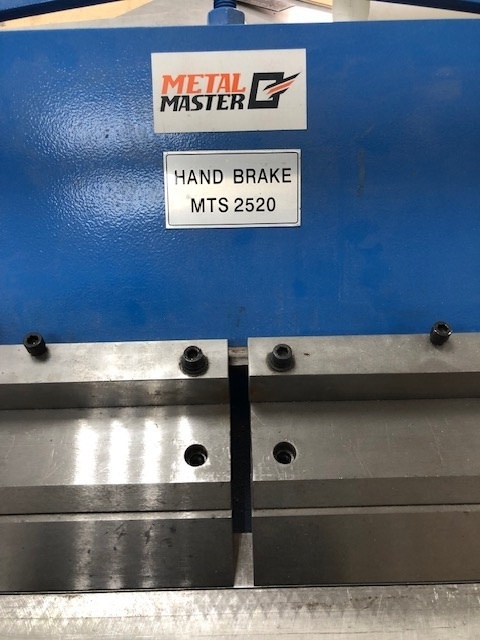 METAL
MASTER
HAND BRAKE
MTS 2520